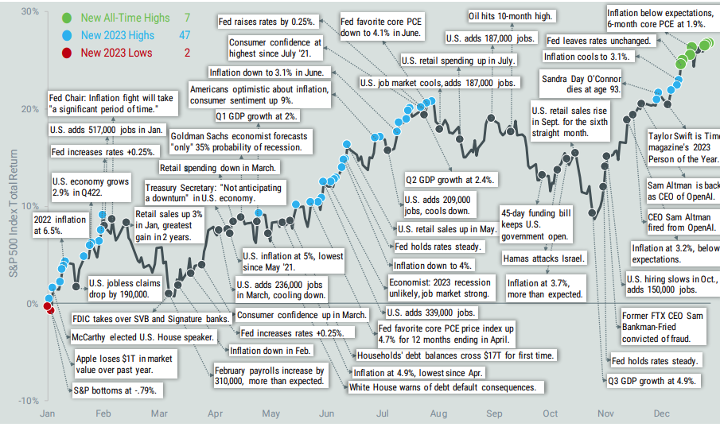 30%
New All-Time Highs 7
New 2023 Highs 47
New 2023 Lows 2
Fed raises rates by 0.25%.
Consumer confidence at
highest since July '21.
Inflation down to 3.1% in June.
Americans optimistic about inflation,
consumer sentiment up 9%.
Q1 GDP growth at 2%.
Goldman Sachs economist forecasts
"only" 35% probability of recession.
Retail spending down in March.
Treasury Secretary: "Not anticipating
a downturn" in U.S. economy.
Fed favorite core PCE
down to 4.1% in June.
Oil hits 10-month high.
U.S. adds 187,000 jobs.
U.S. retail spending up in July.
U.S. job market cools, adds 187,000 jobs.
Inflation below expectations,
6-month core PCE at 1.9%.
Fed leaves rates unchanged.
Inflation cools to 3.1%.
Sandra Day O'Connor
dies at age 93.
U.S. retail sales rise
in Sept. for the sixth
straight month.
20%
Fed Chair: Inflation fight will take
"a significant period of time."
U.S. adds 517,000 jobs in Jan.
Fed increases rates +0.25%.
U.S. economy grows
2.9% in Q422.
2022 inflation
at 6.5%.
Retail sales up 3%
in Jan, greatest
gain in 2 years.
S&P 500 Index Total Return
10%
Taylor Swift is Time
magazine's 2023
Person of the Year.
Sam Altman is back
as CEO of OpenAI.
CEO Sam Altman
fired from OpenAI.
Inflation at 3.2%, below
expectations.
U.S. hiring slows in Oct.,
adds 150,000 jobs.
Q2 GDP growth at 2.4%.
U.S. adds 209,000
jobs, cools down.
U.S. retail sales up in May.
Fed holds rates steady.
Inflation down to 4%.
Economist: 2023 recession
unlikely, job market strong.
U.S. adds 339,000 jobs.
45-day funding bill
keeps U.S.
government open.
Hamas attacks Israel.
Inflation at 3.7%,
more than expected.
U.S. inflation at 5%, lowest
since May '21.
U.S. adds 236,000 jobs
in March, cooling down.
U.S. jobless claims
drop by 190,000.
0%
FDIC takes over SVB and Signature banks.
McCarthy elected U.S. House speaker.
Apple loses $1T in market
value over past year.
S&P bottoms at -.79%.
Consumer confidence up in March.
Fed increases rates +0.25%.
Inflation down in Feb.
February payrolls increase by
310,000, more than expected.
Fed favorite core PCE price index up
4.7% for 12 months ending in April.
Households' debt balances cross $17T for first time.
Inflation at 4.9%, lowest since Apr.
White House warns of debt default consequences.
Former FTX CEO Sam
Bankman-Fried
convicted of fraud.
Fed holds rates steady.
Q3 GDP growth at 4.9%.
-10%
Jan Feb Mar Apr May Jun Jul Aug Sep Oct Nov Dec